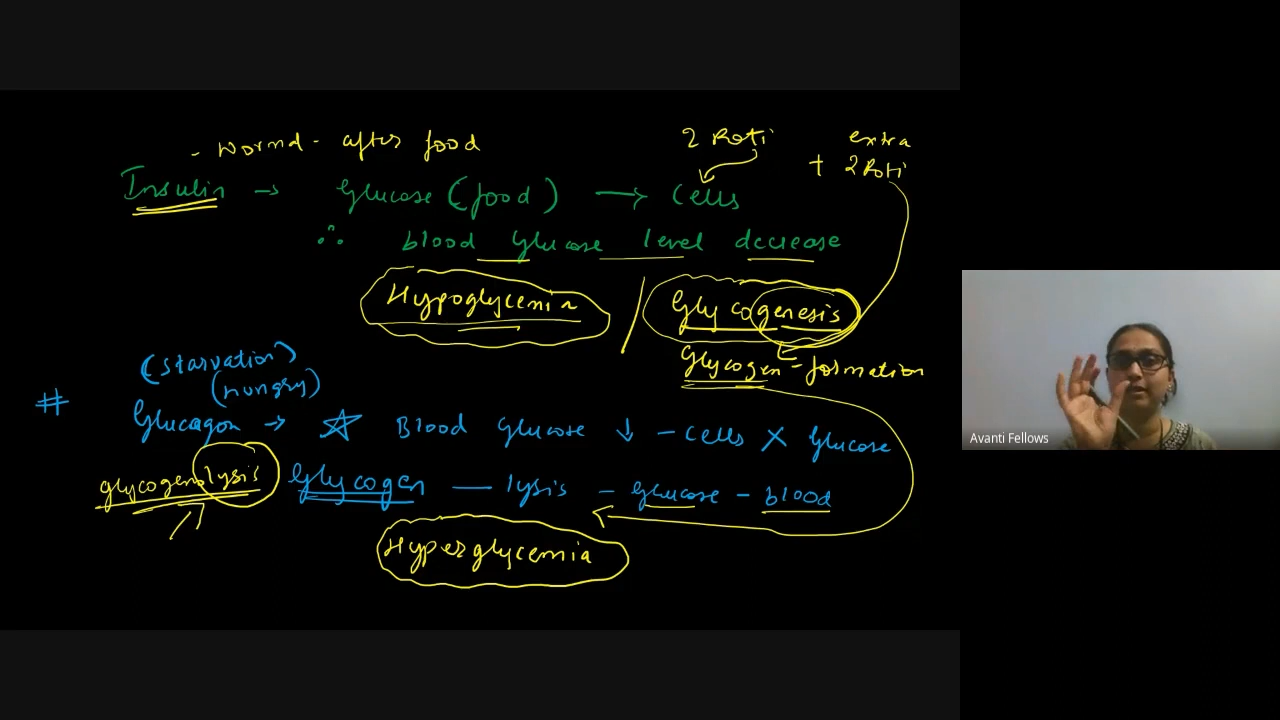 - Normal - after food
2 Roti + extra 2 Roti
Insulin → Glucose (food) → Cells
∴ blood glucose level decrease
Hypoglycemia / Glycogenesis
Glycogen - formation
(starvation)
(hungry)
# Glucagon → ☆ Blood Glucose ↓ - cells X Glucose
glycogenolysis Glycogen — lysis - glucose - blood
Hyperglycemia
Avanti Fellows